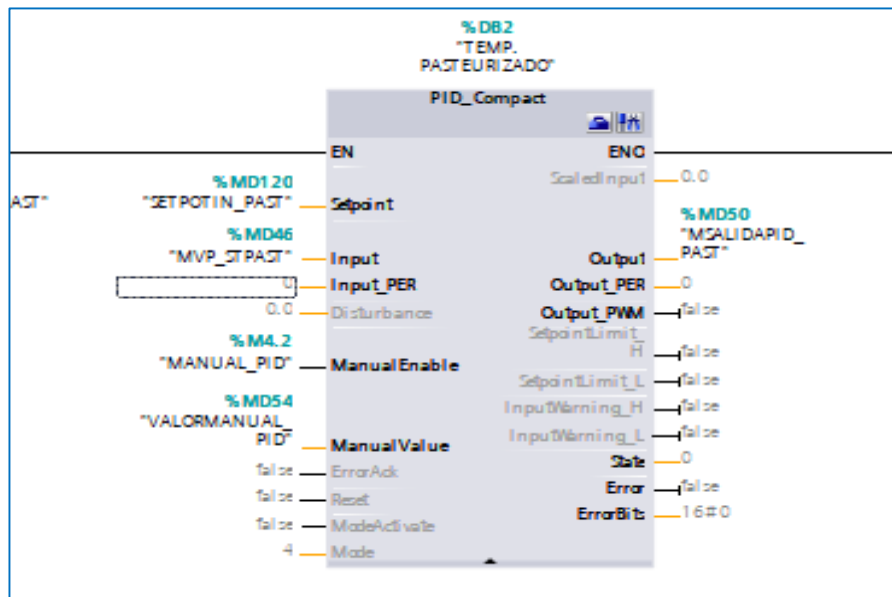 %DB2
"TEMP.
PASTEURIZADO"
PID_Compact
EN ENO
ScaledInput 0.0
%MD120
AST" "SETPOTIN_PAST" Setpoint
%MD50
"MSALIDAPID_
PAST"
%MD46
"MVP_STPAST" Input Output
0 Input_PER Output_PER 0
0.0 Disturbance Output_PWM false
SetpointLimit_
H false
%M4.2
"MANUAL_PID" ManualEnable
SetpointLimit_L false
InputWarning_H false
%MD54
"VALORMANUAL_
PID" ManualValue
InputWarning_L false
State 0
false ErrorAck
Error false
false Reset
ErrorBits 16#0
false ModeActivate
4 Mode